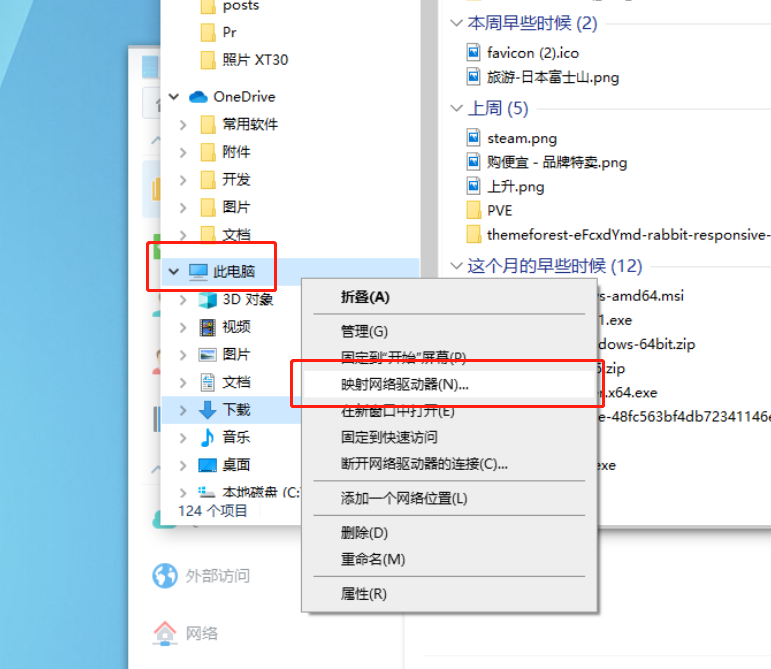 posts
Pr
照片 XT30
OneDrive
常用软件
附件
开发
图片
文档
此电脑
3D 对象
视频
图片
文档
下载
音乐
桌面
本地磁盘 (C:
124 个项目
外部访问
网络
本周早些时候 (2)
favicon (2).ico
旅游-日本富士山.png
上周 (5)
steam.png
购便宜 - 品牌特卖.png
上升.png
PVE
themeforest-eFcxdYmd-rabbit-responsive-
这个月的早些时候 (12)
s-amd64.msi
1.exe
dows-64bit.zip
.zip
r.x64.exe
e-48fc563bf4db72341146e
exe
折叠(A)
管理(G)
固定到"开始"屏幕(P)
映射网络驱动器(N)...
在新窗口中打开(E)
固定到快速访问
断开网络驱动器的连接(C)...
添加一个网络位置(L)
删除(D)
重命名(M)
属性(R)